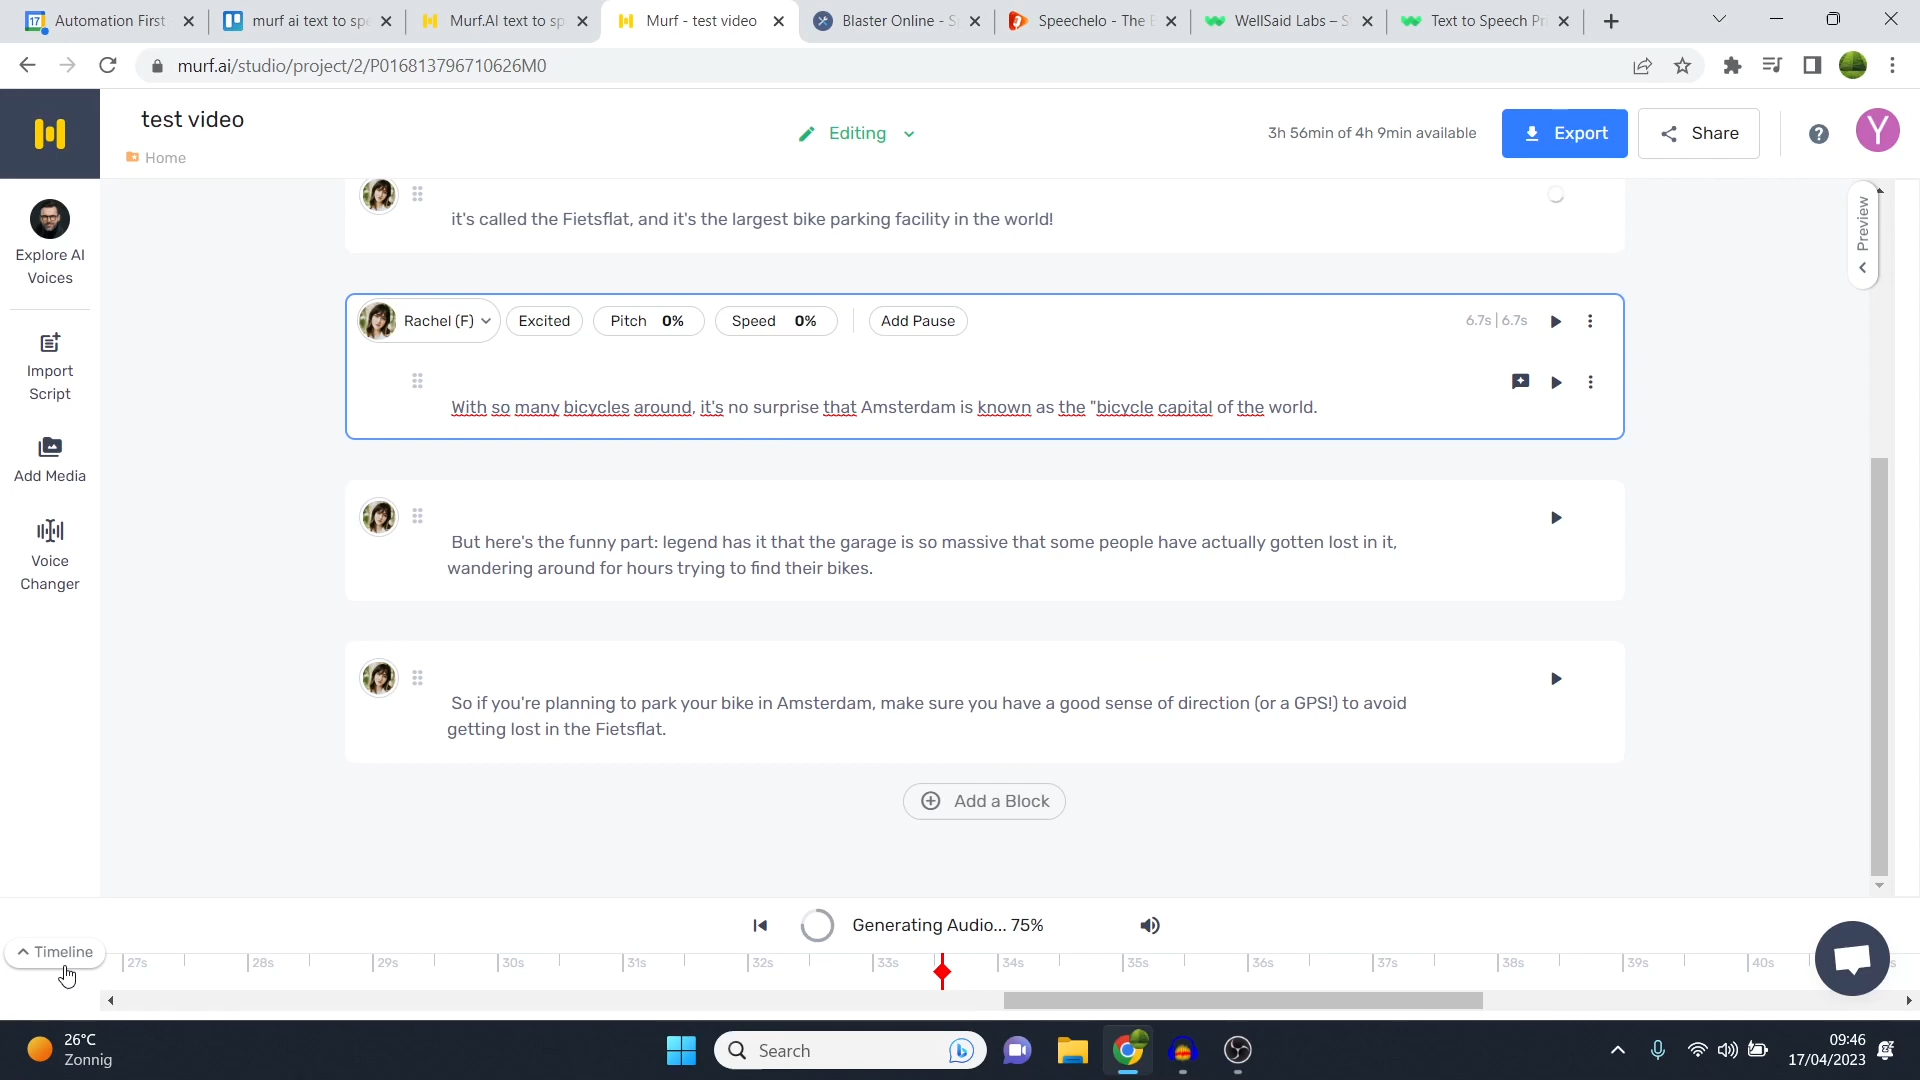 Automation First
murf ai text to spe
Murf.AI text to sp
Murf - test video
Blaster Online - S
Speechelo - The B
WellSaid Labs – S
Text to Speech Pr
murf.ai/studio/project/2/P016813796710626M0
test video
Home
Editing
3h 56min of 4h 9min available
Export
Share
Y
Explore AI
Voices
Import
Script
Add Media
Voice
Changer
Preview
it's called the Fietsflat, and it's the largest bike parking facility in the world!
Rachel (F)
Excited
Pitch 0%
Speed 0%
Add Pause
6.7s | 6.7s
With so many bicycles around, it's no surprise that Amsterdam is known as the "bicycle capital of the world.
But here's the funny part: legend has it that the garage is so massive that some people have actually gotten lost in it,
wandering around for hours trying to find their bikes.
So if you're planning to park your bike in Amsterdam, make sure you have a good sense of direction (or a GPS!) to avoid
getting lost in the Fietsflat.
Add a Block
Generating Audio... 75%
Timeline
27s 28s 29s 30s 31s 32s 33s 34s 35s 36s 37s 38s 39s 40s
26°C
Zonnig
Search
09:46
17/04/2023